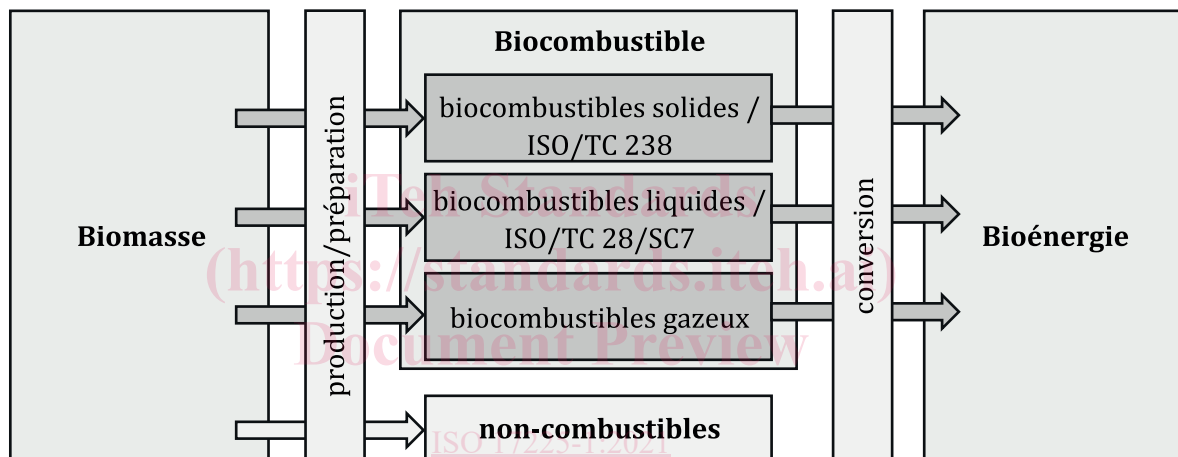 Biocombustible
biocombustibles solides /
ISO/TC 238
biocombustibles liquides /
ISO/TC 28/SC7
biocombustibles gazeux
non-combustibles
Biomasse
production/préparation
conversion
Bioénergie
iTeh Standards
(https://standards.iteh.ai)
Document Preview
ISO 17225-1:2021